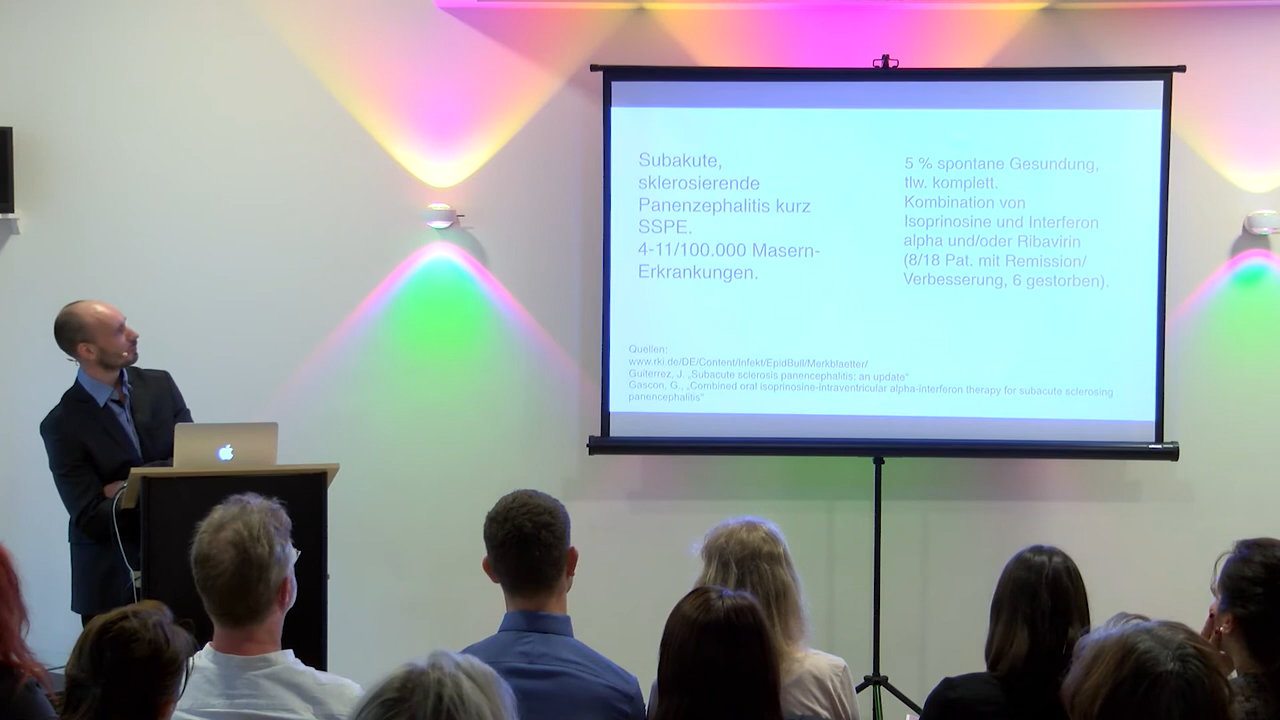 Subakute,
sklerosierende
Panenzephalitis kurz
SSPE.
4-11/100.000 Masern-
Erkrankungen.
5 % spontane Gesundung,
tlw. komplett.
Kombination von
Isoprinosine und Interferon
alpha und/oder Ribavirin
(8/18 Pat. mit Remission/
Verbesserung, 6 gestorben).
Quellen:
www.rki.de/DE/Content/Infekt/EpidBull/Merkblaetter/
Guiterrez, J. „Subacute sclerosis panencephalitis: an update“
Gascon, G., „Combined oral isoprinosine-intraventricular alpha-interferon therapy for subacute sclerosing
panencephalitis“